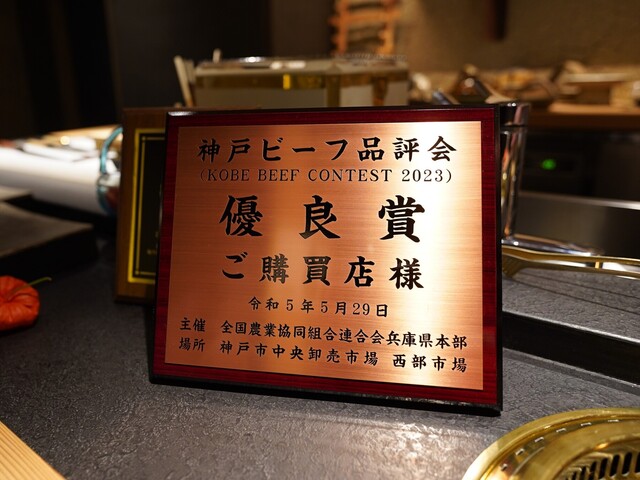 神戸ビーフ品評会
(KOBE BEEF CONTEST 2023)
優良賞
ご購買店様
令和5年5月29日
主催 全国農業協同組合連合会兵庫県本部
場所 神戸市中央卸売市場 西部市場